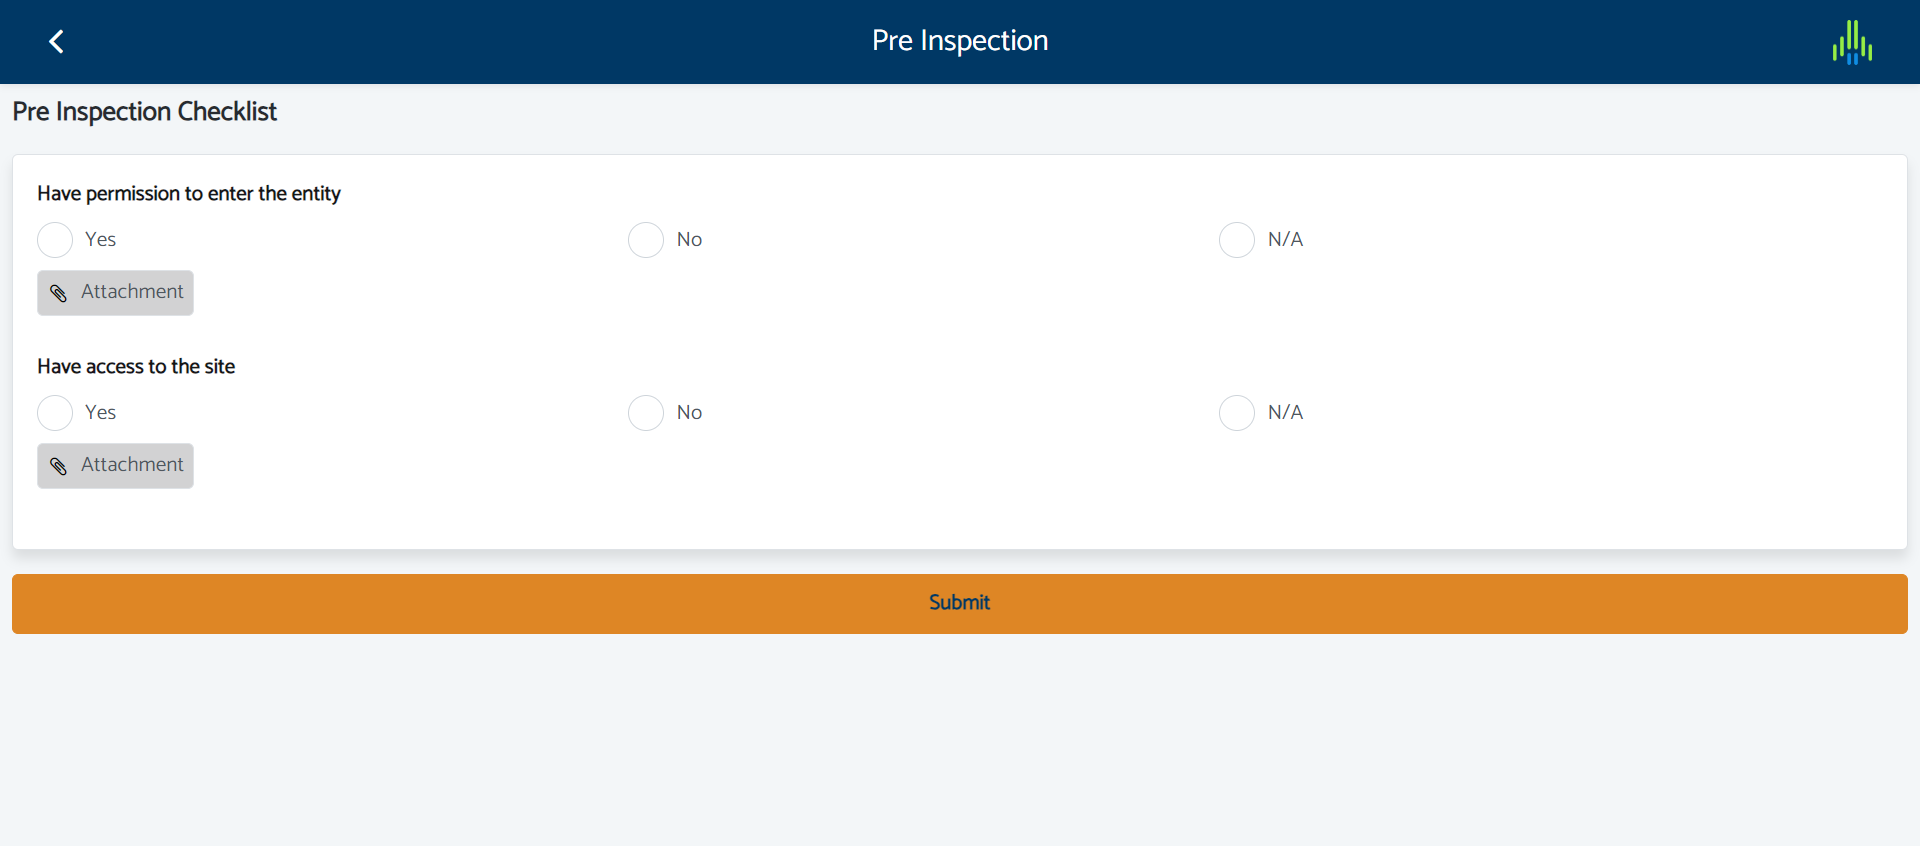 Pre Inspection
Pre Inspection Checklist
Have permission to enter the entity
Yes No N/A
Attachment
Have access to the site
Yes No N/A
Attachment
Submit